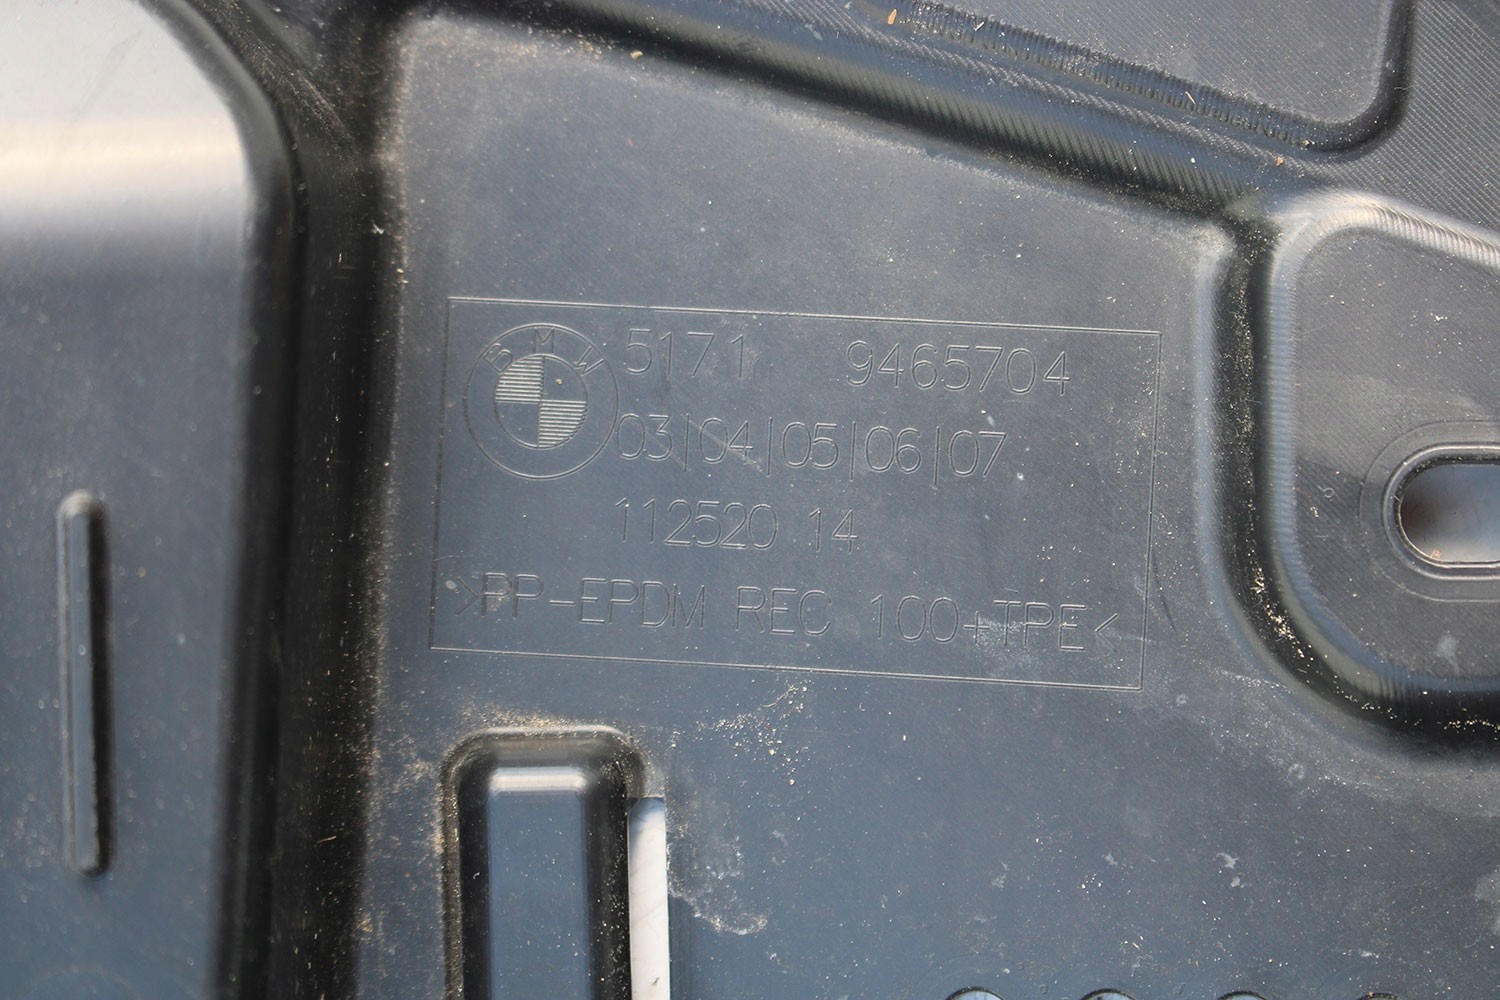 BMW
5171 9465704
03|04|05|06|07
112520 14
>PP-EPDM REC 100+TPE<